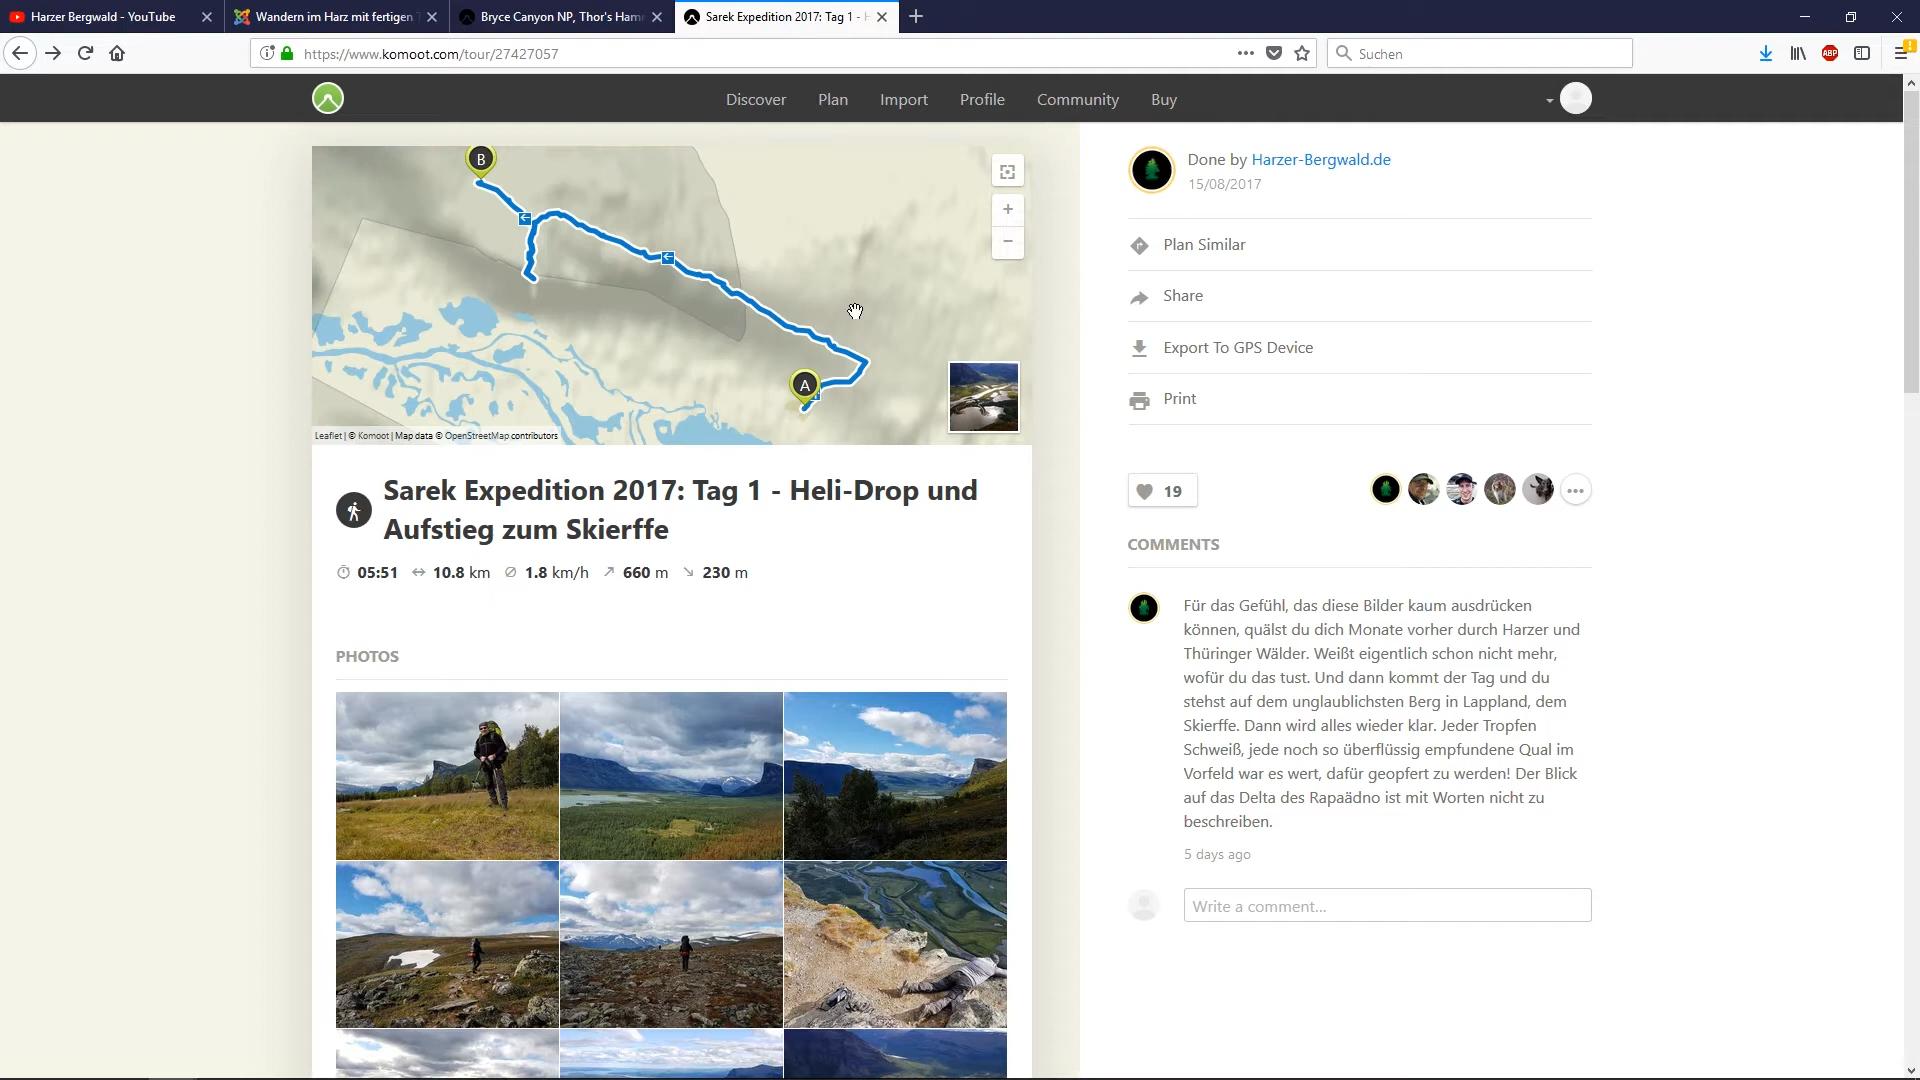 Harzer Bergwald - YouTube
Wandern im Harz mit fertigen
Bryce Canyon NP, Thor's Ham
Sarek Expedition 2017: Tag 1 -
https://www.komoot.com/tour/27427057
Suchen
ABP
Discover
Plan
Import
Profile
Community
Buy
B
A
Leaflet | © Komoot | Map data © OpenStreetMap contributors
Sarek Expedition 2017: Tag 1 - Heli-Drop und
Aufstieg zum Skierffe
05:51 10.8 km 1.8 km/h 660 m 230 m
PHOTOS
Done by Harzer-Bergwald.de
15/08/2017
Plan Similar
Share
Export To GPS Device
Print
19
COMMENTS
Für das Gefühl, das diese Bilder kaum ausdrücken
können, quälst du dich Monate vorher durch Harzer und
Thüringer Wälder. Weißt eigentlich schon nicht mehr,
wofür du das tust. Und dann kommt der Tag und du
stehst auf dem unglaublichsten Berg in Lappland, dem
Skierffe. Dann wird alles wieder klar. Jeder Tropfen
Schweiß, jede noch so überflüssig empfundene Qual im
Vorfeld war es wert, dafür geopfert zu werden! Der Blick
auf das Delta des Rapaädno ist mit Worten nicht zu
beschreiben.
5 days ago
Write a comment...